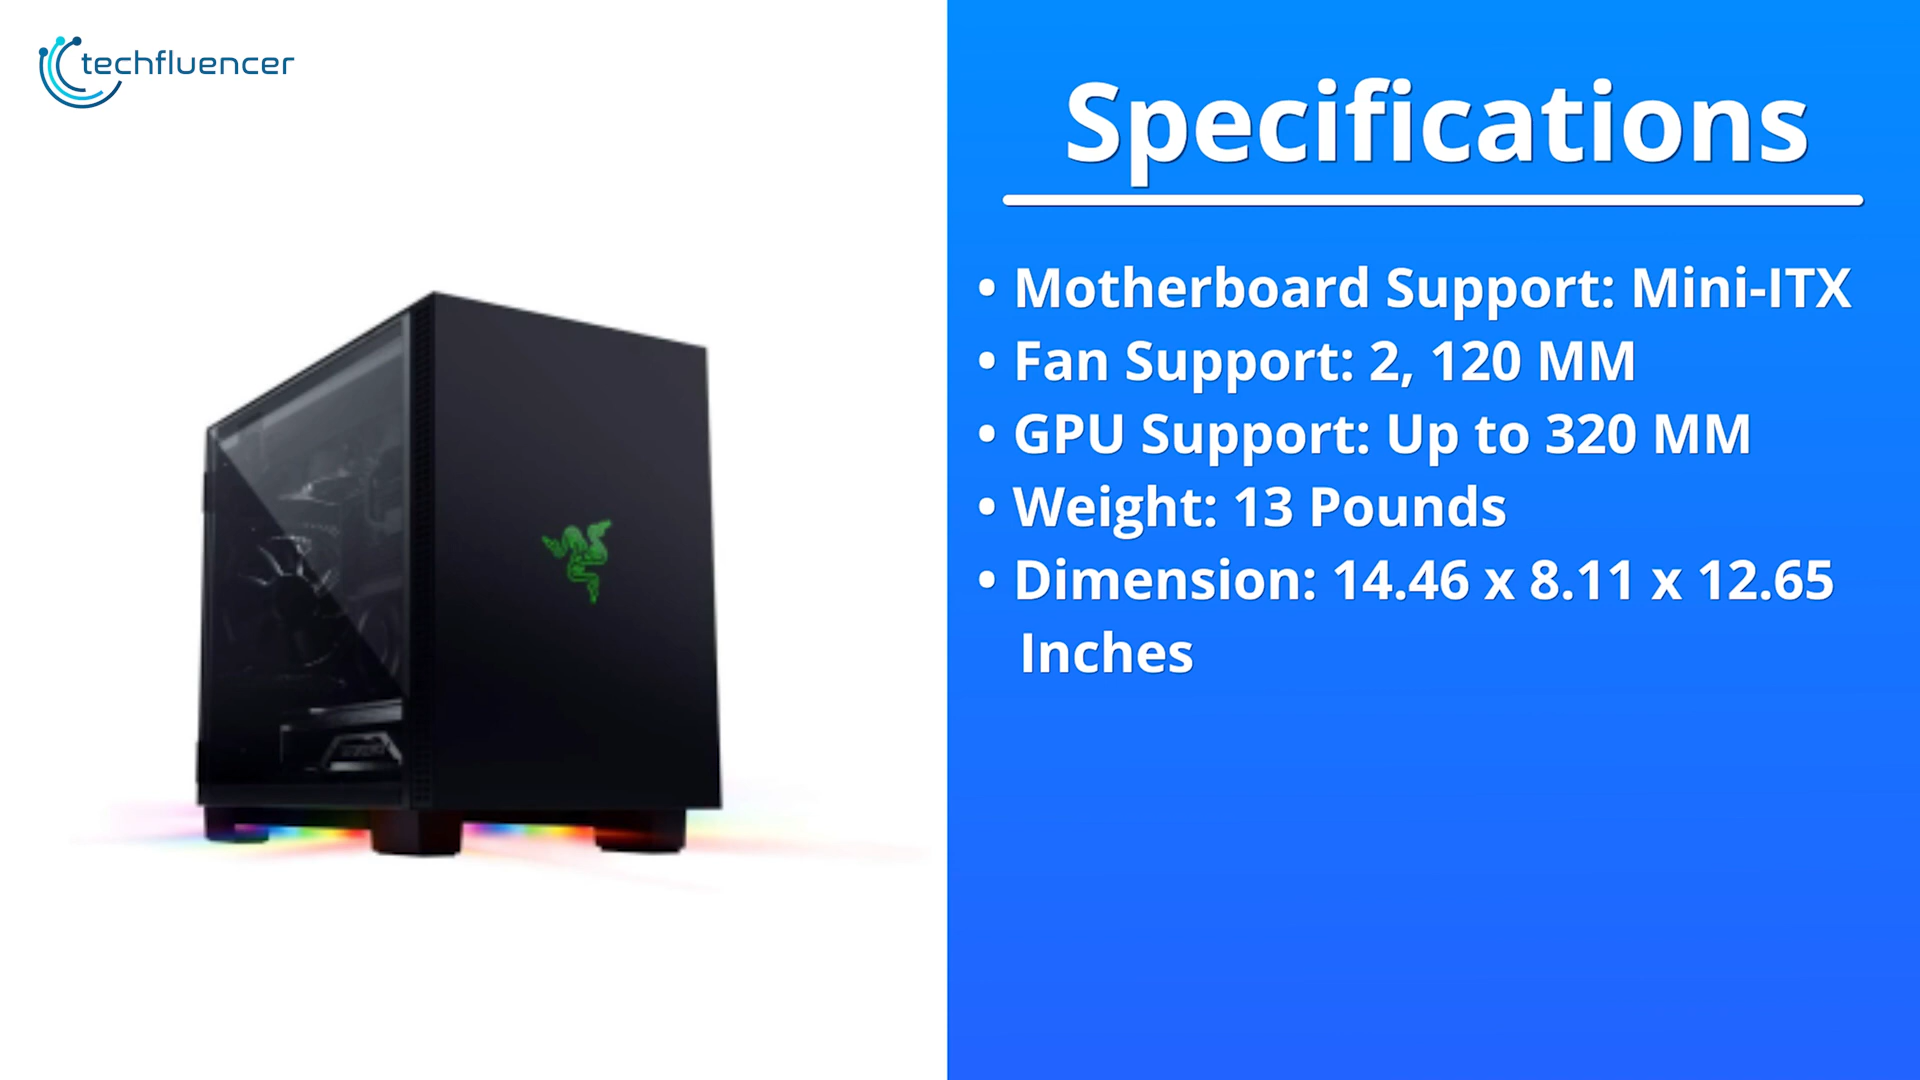 techfluencer
Specifications
• Motherboard Support: Mini-ITX
• Fan Support: 2, 120 MM
• GPU Support: Up to 320 MM
• Weight: 13 Pounds
• Dimension: 14.46 x 8.11 x 12.65
Inches